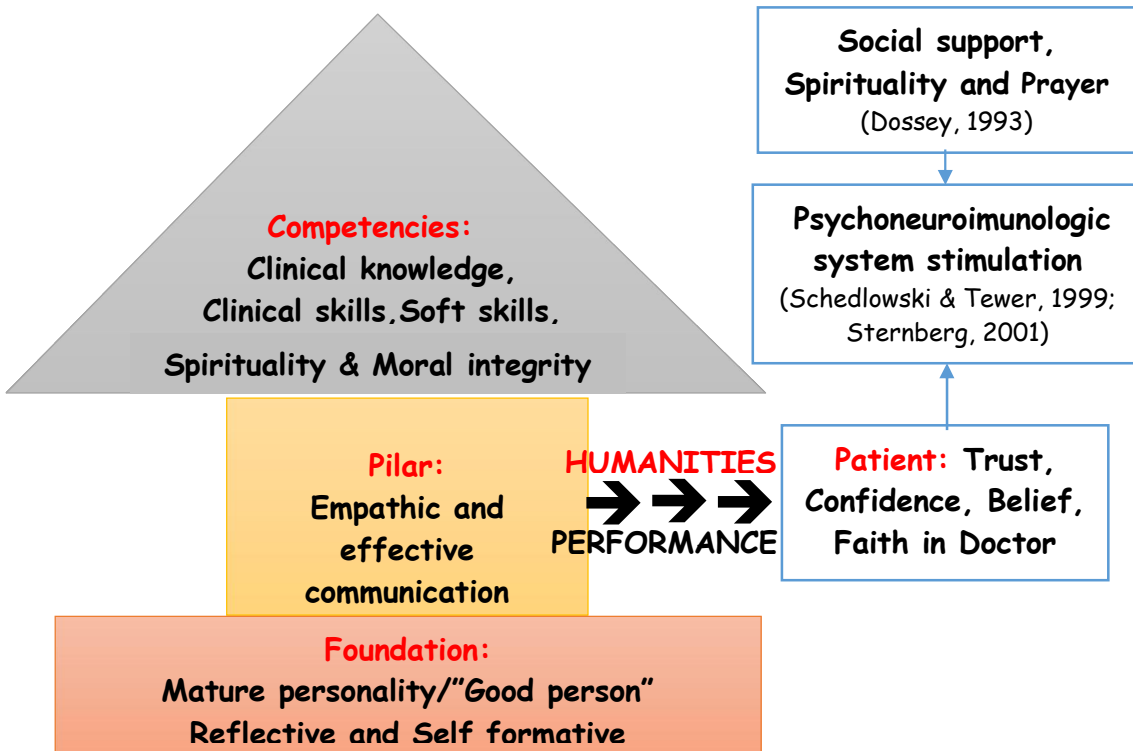 Competencies:
Clinical knowledge,
Clinical skills,Soft skills,
Spirituality & Moral integrity
Pilar:
Empathic and
effective
communication
Foundation:
Mature personality/”Good person”
Reflective and Self formative
HUMANITIES
PERFORMANCE
Social support,
Spirituality and Prayer
(Dossey, 1993)
Psychoneuroimunologic
system stimulation
(Schedlowski & Tewer, 1999;
Sternberg, 2001)
Patient: Trust,
Confidence, Belief,
Faith in Doctor